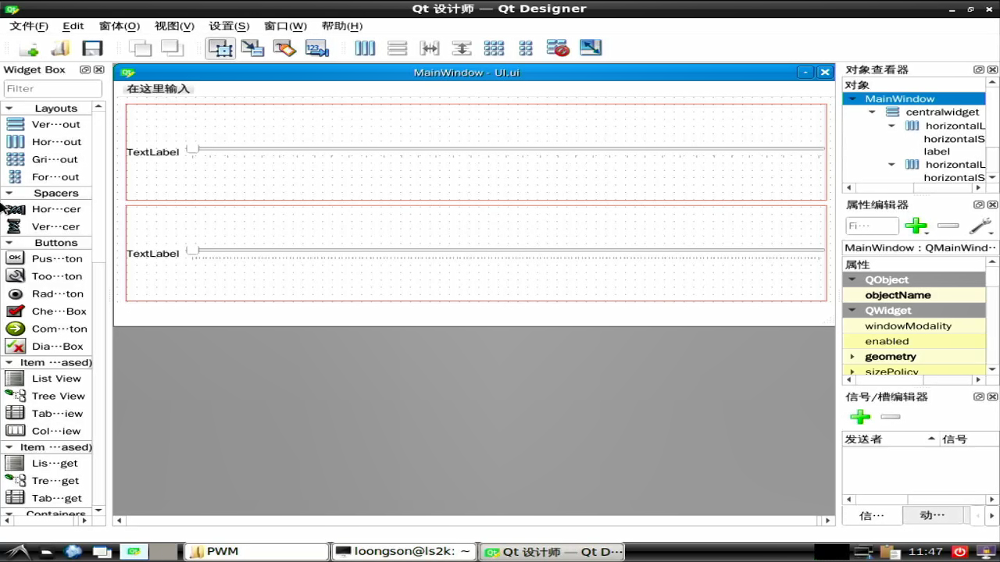 Qt 设计师 — Qt Designer
文件(F) Edit 窗体(O) 视图(V) 设置(S) 窗口(W) 帮助(H)
Widget Box
Filter
Layouts
Ver···out
Hor···out
Gri···out
For···out
Spacers
Hor···cer
Ver···cer
Buttons
OK Pus···ton
Too···ton
Rad···ton
Che···Box
Com···ton
Dia···Box
Item ···ased)
List View
Tree View
Tab···iew
Col···iew
Item ···ased)
Lis···get
Tre···get
Tab···get
Containers
MainWindow - UI.ui
在这里输入
TextLabel
TextLabel
对象查看器
对象
MainWindow
centralwidget
horizontalL
horizontalS
label
horizontalL
horizontalS
属性编辑器
Fi···
MainWindow : QMainWind··
属性
QObject
objectName
QWidget
windowModality
enabled
geometry
sizePolicy
信号/槽编辑器
发送者 信号
信··· 动···
PWM
loongson@ls2k: ~
Qt 设计师 — Qt D···
11:47